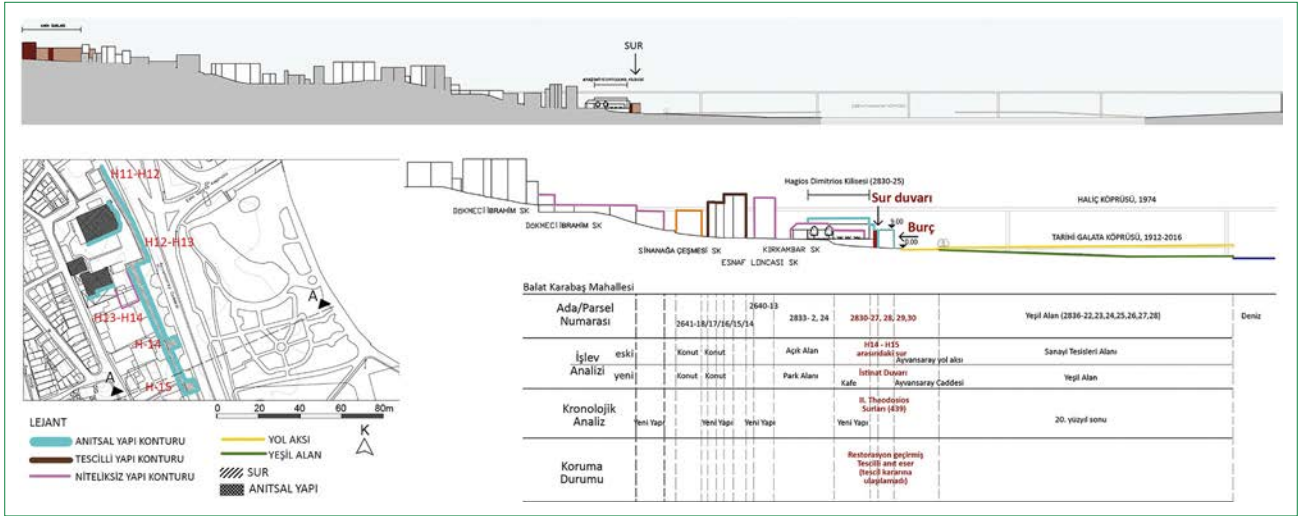 SUR
H11-H12
H12-H13
H13-H14
H-14
H-15
A
A
0 20 40 60 80m
K
LEJANT
ANITSAL YAPI KONTURU
TESCİLLİ YAPI KONTURU
NİTELİKSİZ YAPI KONTURU
YOL AKSI
YEŞİL ALAN
SUR
ANITSAL YAPI
Hagios Dimitrios Kilisesi (2830-25)
Sur duvarı
5.00
Burç
0.00
HALİÇ KÖPRÜSÜ, 1974
TARİHİ GALATA KÖPRÜSÜ, 1912-2016
DÖKMECİ İBRAHİM SK
DÖKMECİ İBRAHİM SK
SİNANAĞA ÇEŞMESİ SK
KIRKAMBAR SK
ESNAF LONCASI SK
Balat Karabaş Mahallesi
Ada/Parsel Numarası
2641-18/17/16/15/14
2640-13
2833- 2, 24
2830-27, 28, 29,30
Yeşil Alan (2836-22,23,24,25,26,27,28)
Deniz
İşlev Analizi
eski
Konut Konut
Açık Alan
H14 - H15
arasındaki sur
Ayvansaray yol aksı
Sanayi Tesisleri Alanı
yeni
Konut Konut
Park Alanı
Kafe
İstinat Duvarı
Ayvansaray Caddesi
Yeşil Alan
Kronolojik Analiz
Yeni Yapı
Yeni Yapı
Yeni Yapı
Yeni Yapı
II. Theodosios
Surları (439)
20. yüzyıl sonu
Koruma Durumu
Restorasyon geçirmiş
Tescilli anıt eser
(tescil kararına
ulaşılamadı)